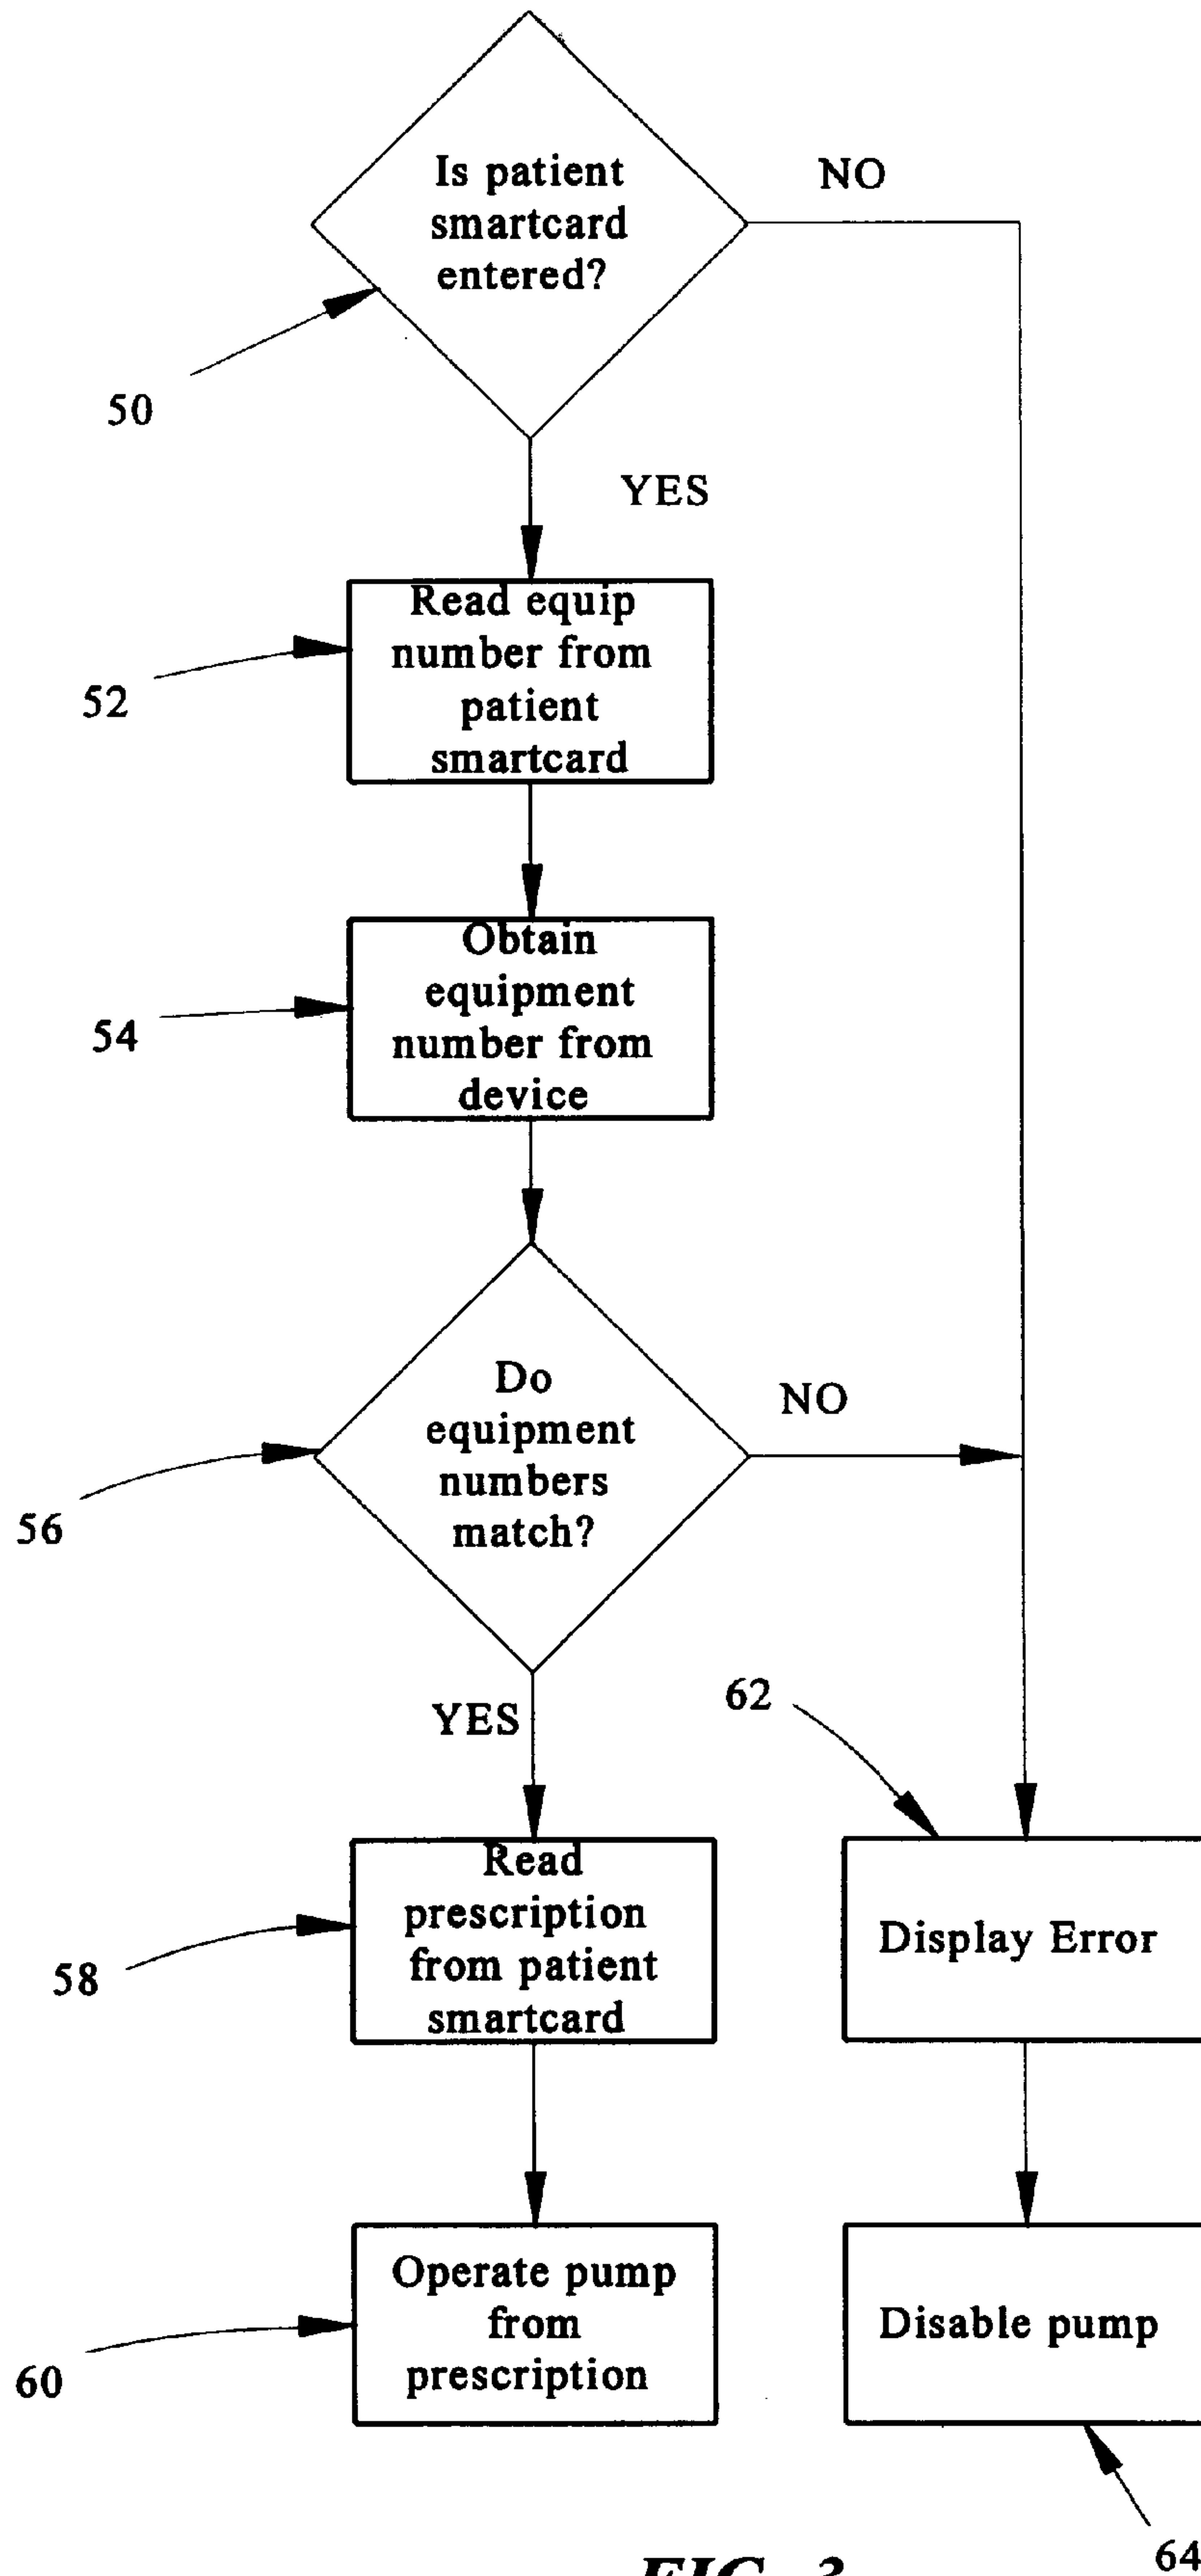 Is patient
smartcard
entered?
NO
50
YES
Read equip
number from
patient
smartcard
52
Obtain
equipment
number from
device
54
Do
equipment
numbers
match?
NO
56
YES
62
Read
prescription
from patient
smartcard
58
Display Error
Operate pump
from
prescription
60
Disable pump
64
FIG. 3